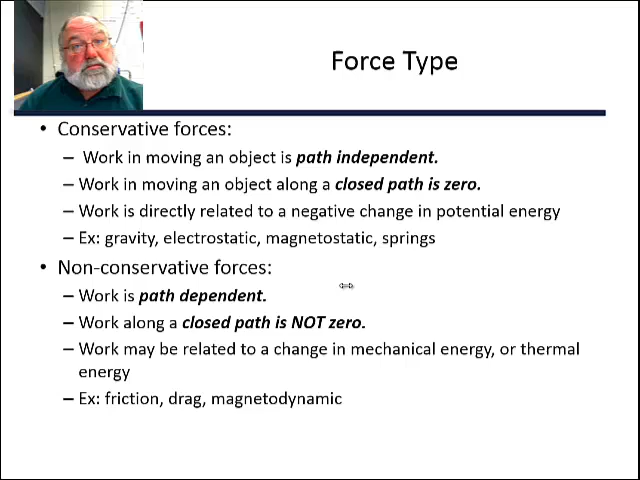 Force Type
• Conservative forces:
– Work in moving an object is path independent.
– Work in moving an object along a closed path is zero.
– Work is directly related to a negative change in potential energy
– Ex: gravity, electrostatic, magnetostatic, springs
• Non-conservative forces:
– Work is path dependent.
– Work along a closed path is NOT zero.
– Work may be related to a change in mechanical energy, or thermal
energy
– Ex: friction, drag, magnetodynamic